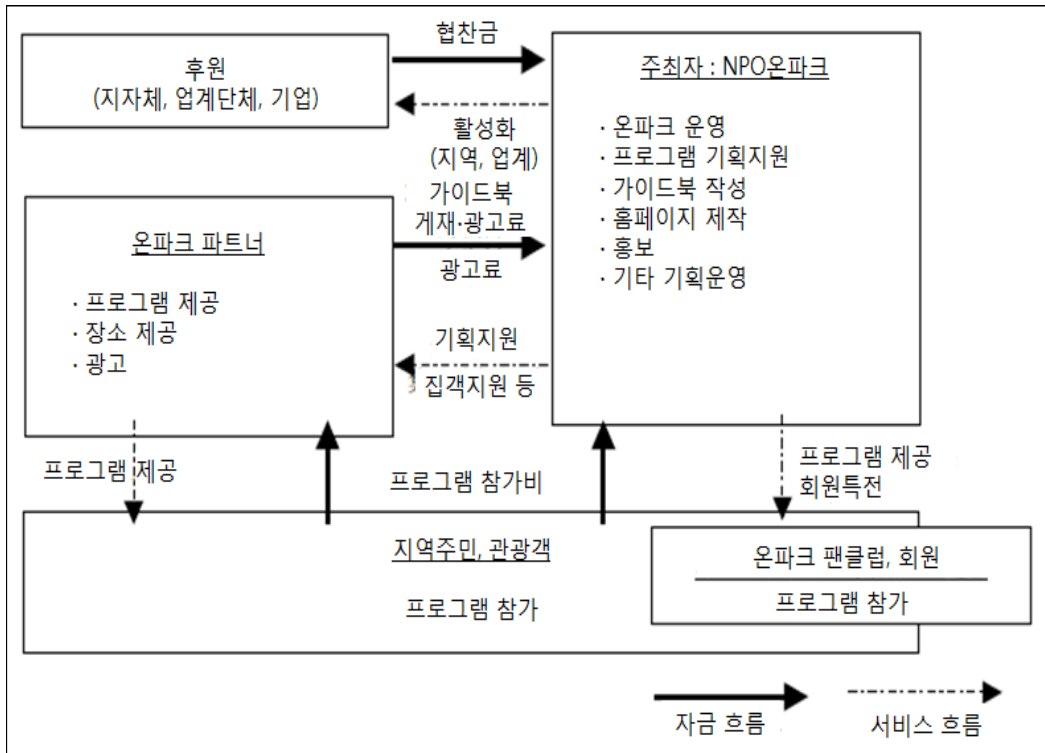 협찬금
후원
(지자체, 업계단체, 기업)
활성화
(지역, 업계)
주최자 : NPO온파크
· 온파크 운영
· 프로그램 기획지원
· 가이드북 작성
· 홈페이지 제작
· 홍보
· 기타 기획운영
가이드북
게재·광고료
광고료
온파크 파트너
· 프로그램 제공
· 장소 제공
· 광고
기획지원
집객지원 등
프로그램 제공
프로그램 참가비
프로그램 제공
회원특전
지역주민, 관광객
프로그램 참가
온파크 팬클럽, 회원
프로그램 참가
자금 흐름
서비스 흐름